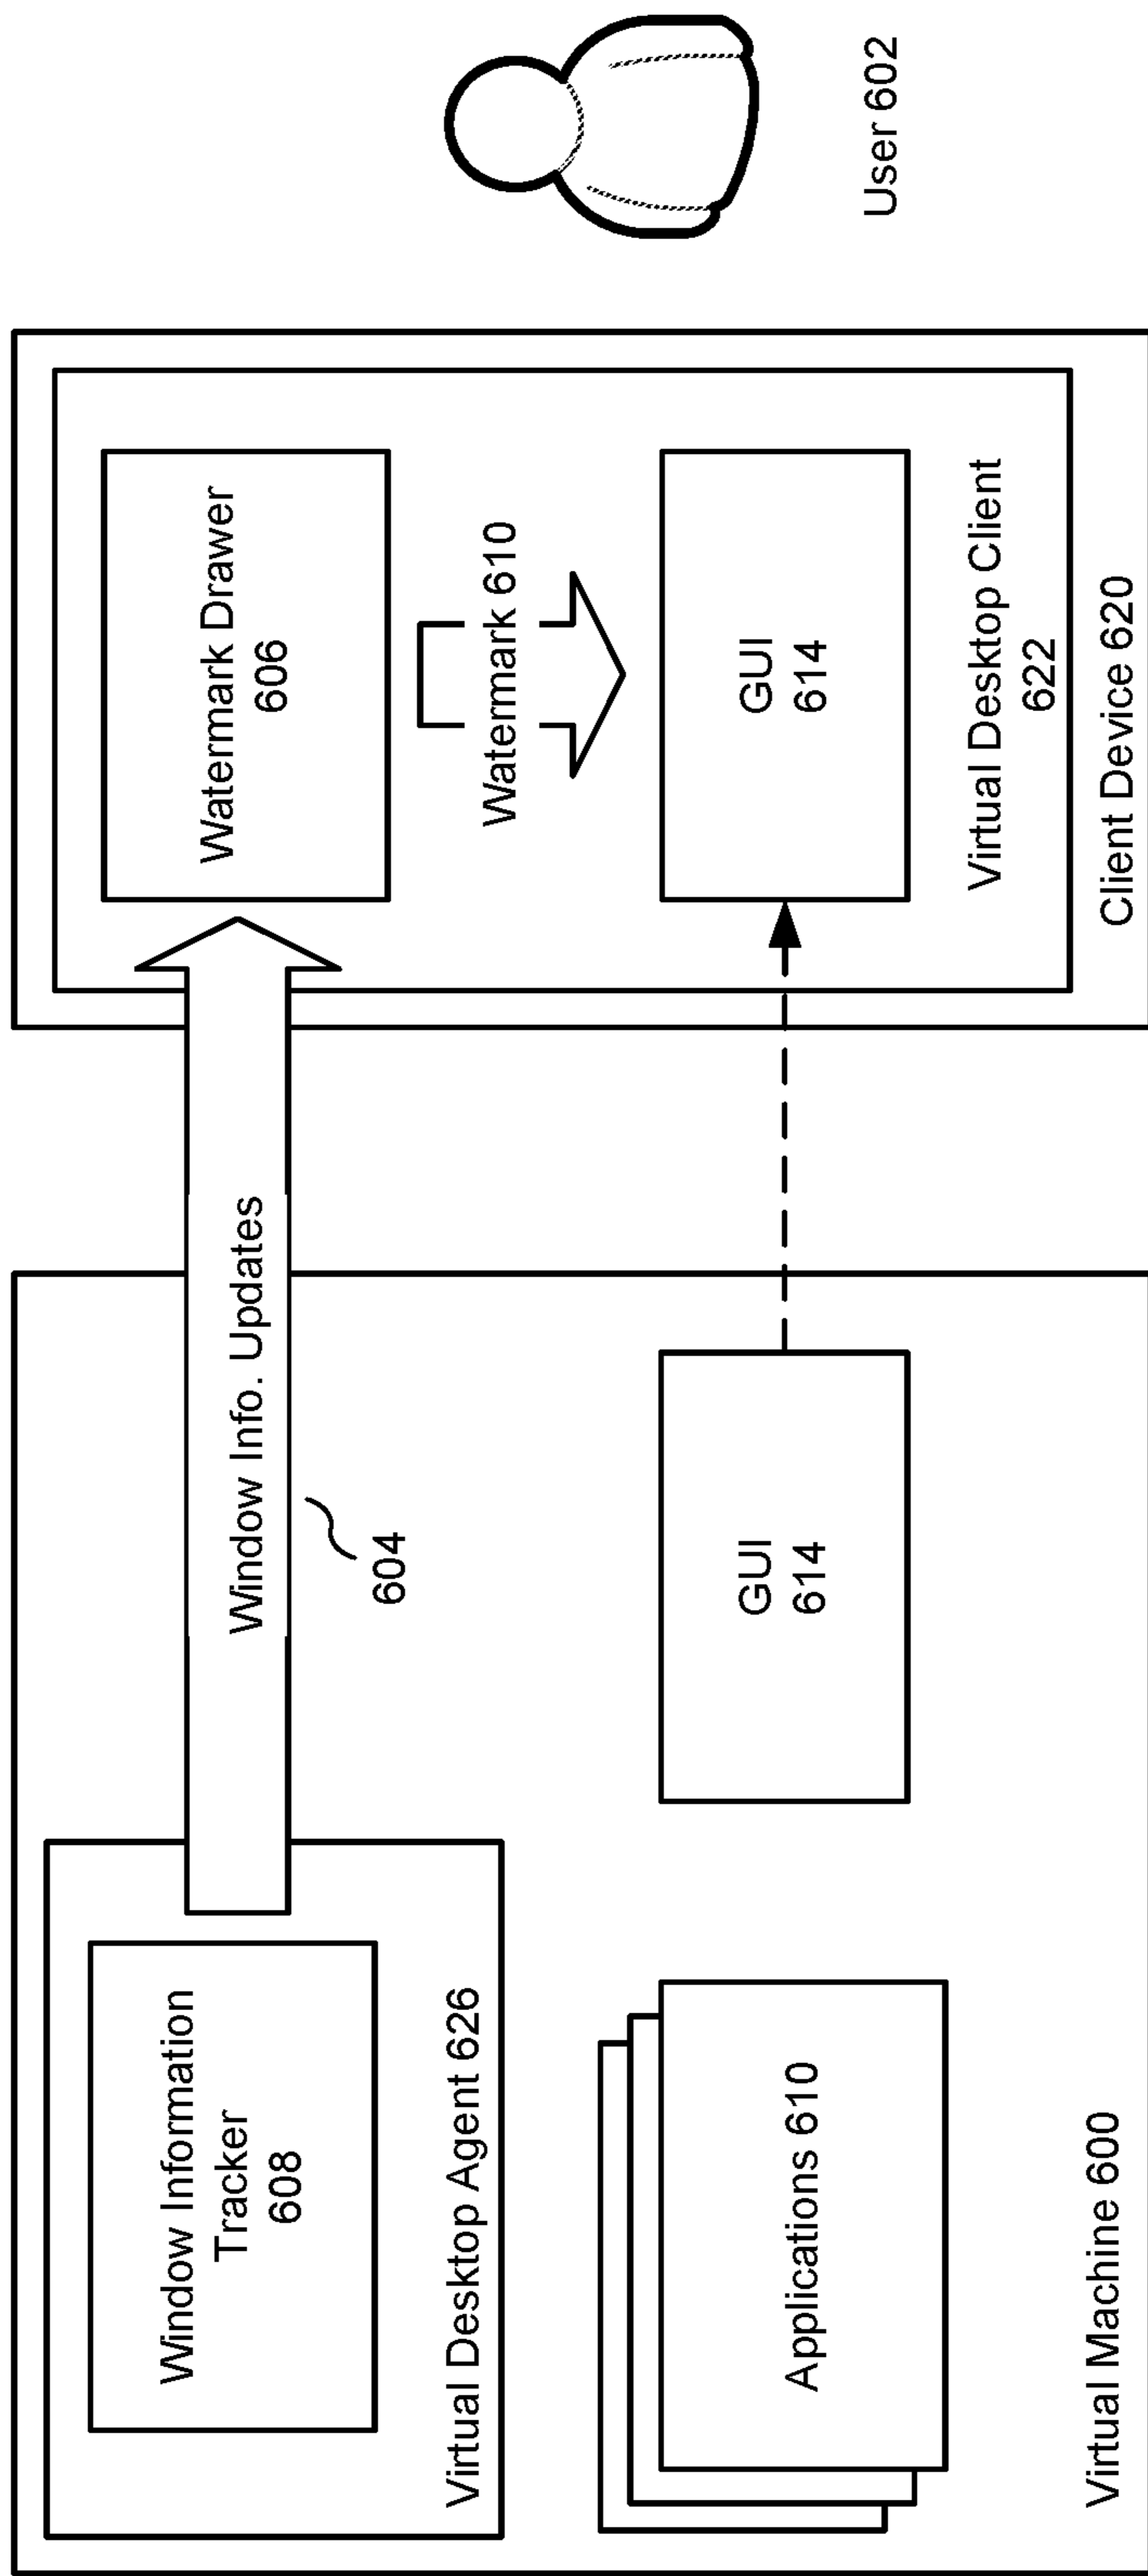 Window Information
Tracker
608
Virtual Desktop Agent 626
Window Info. Updates
604
Watermark Drawer
606
Watermark 610
Applications 610
GUI
614
GUI
614
Virtual Desktop Client
622
Virtual Machine 600
Client Device 620
User 602